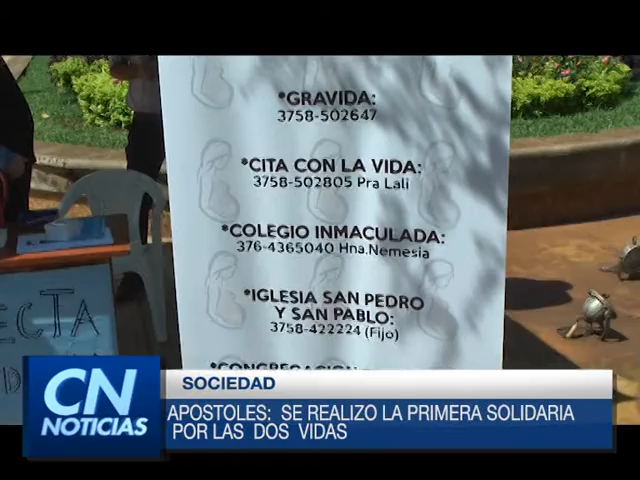 *GRAVIDA:
3758-502647
*CITA CON LA VIDA:
3758-502805 Pra Lali
*COLEGIO INMACULADA:
376-4365040 Hna.Nemesia
*IGLESIA SAN PEDRO
Y SAN PABLO:
3758-422224 (Fijo)
*CONGREGACION
ECTA
CN
NOTICIAS
SOCIEDAD
APOSTOLES: SE REALIZO LA PRIMERA SOLIDARIA
POR LAS DOS VIDAS